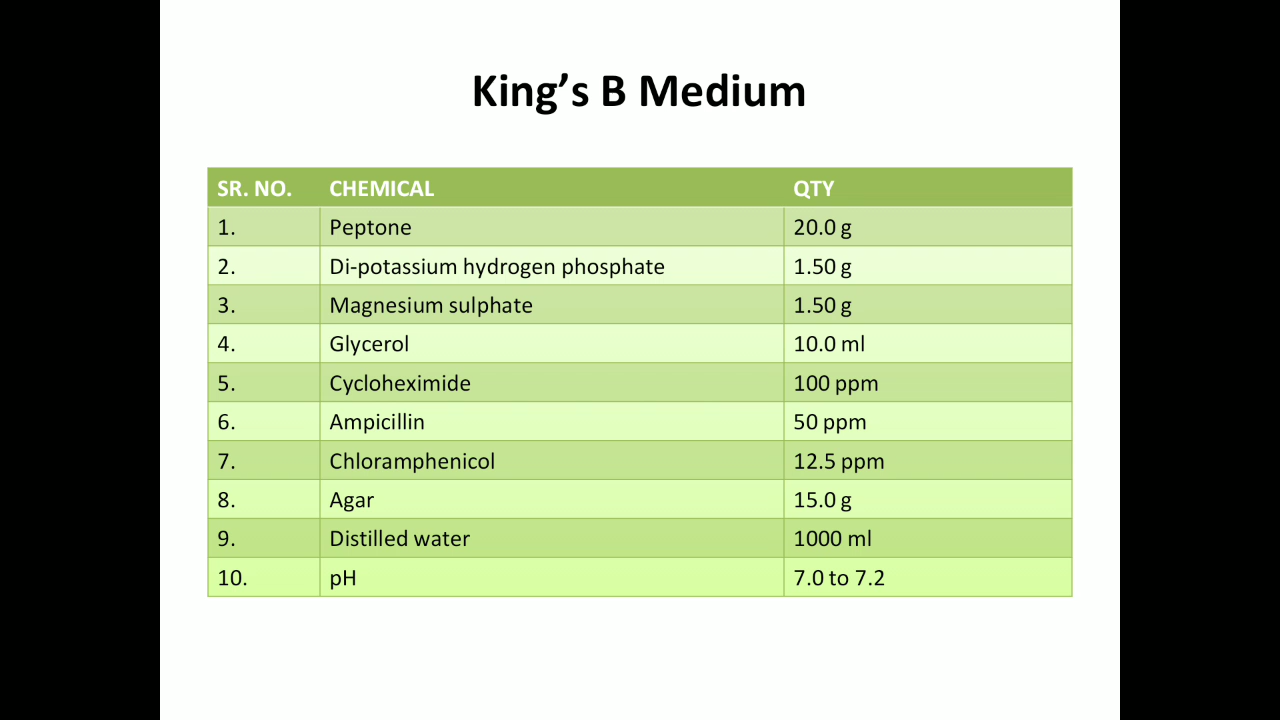 King’s B Medium
SR. NO. CHEMICAL QTY
1. Peptone 20.0 g
2. Di-potassium hydrogen phosphate 1.50 g
3. Magnesium sulphate 1.50 g
4. Glycerol 10.0 ml
5. Cycloheximide 100 ppm
6. Ampicillin 50 ppm
7. Chloramphenicol 12.5 ppm
8. Agar 15.0 g
9. Distilled water 1000 ml
10. pH 7.0 to 7.2